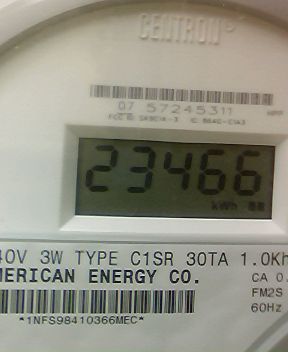 CENTRON
07 57245311
23466
kWh
40V 3W TYPE C1SR 30TA 1.0Kh
MERICAN ENERGY CO.
CA 0.
FM2S
60Hz
*1NFS98410366MEC*